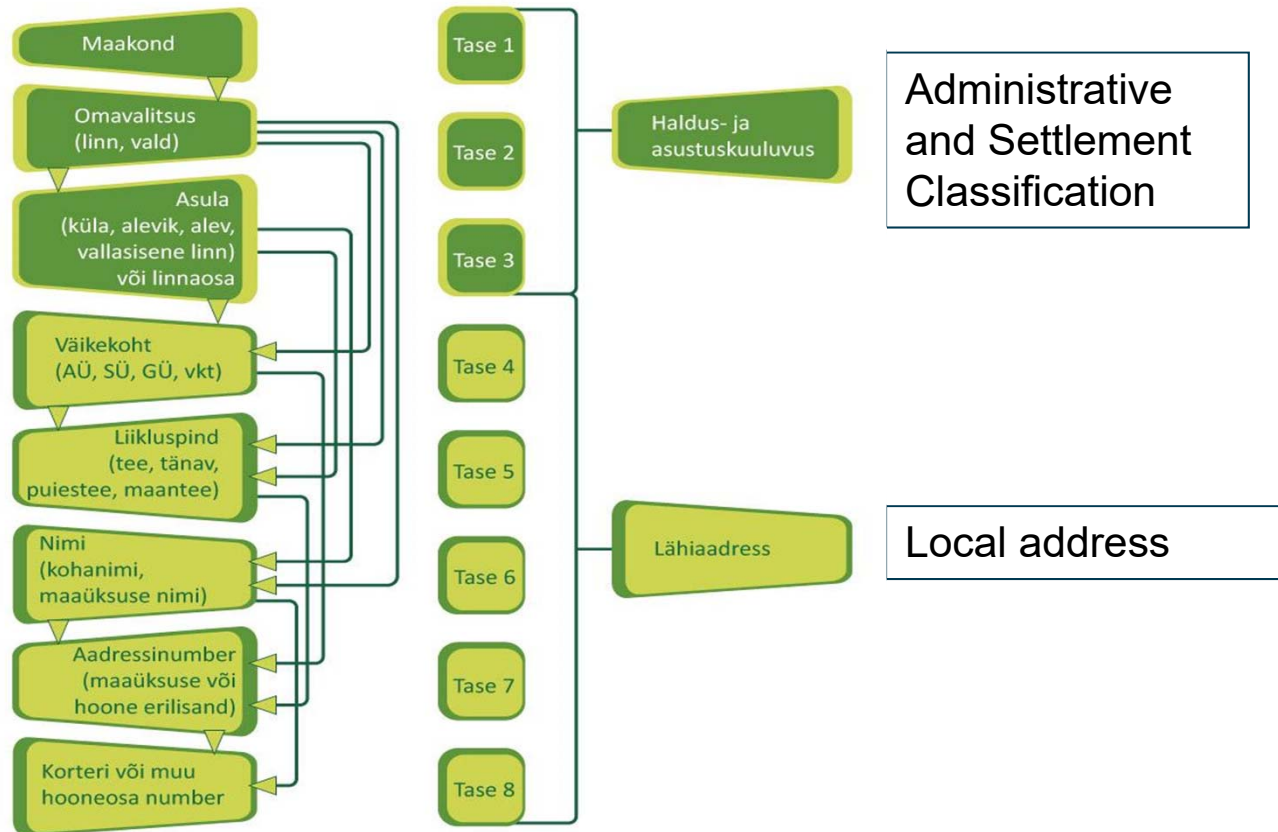 Maakond
Omavalitsus
(linn, vald)
Asula
(küla, alevik, alev,
vallasisene linn)
või linnaosa
Väikekoht
(AÜ, SÜ, GÜ, vkt)
Liikluspind
(tee, tänav,
puiestee, maantee)
Nimi
(kohanimi,
maaüksuse nimi)
Aadressinumber
(maaüksuse või
hoone erilisand)
Korteri või muu
hooneosa number
Tase 1
Tase 2
Tase 3
Tase 4
Tase 5
Tase 6
Tase 7
Tase 8
Haldus- ja
asustuskuuluvus
Lähiaadress
Administrative
and Settlement
Classification
Local address